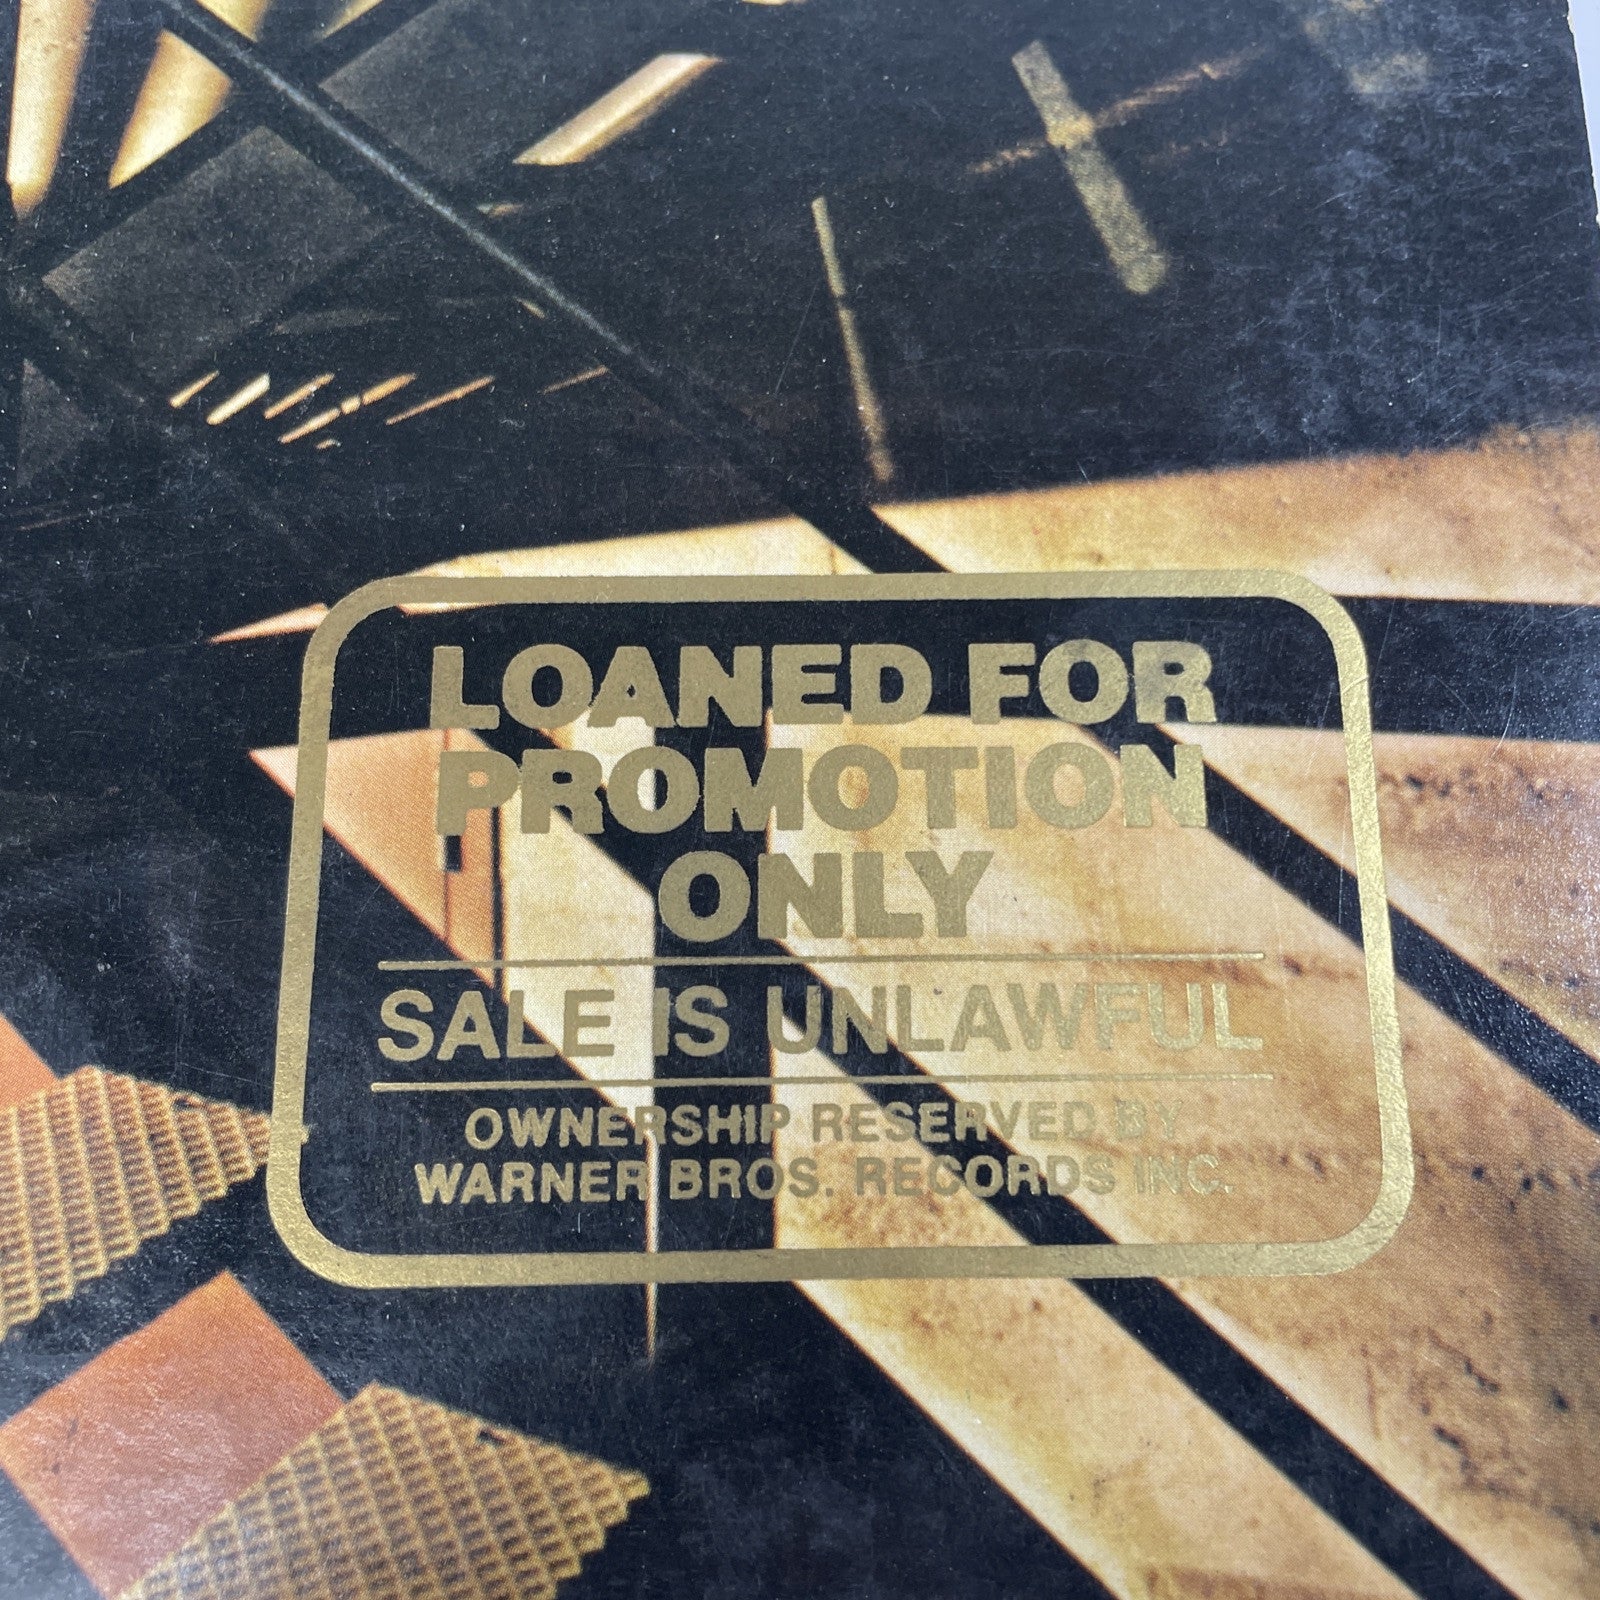 LOANED FOR
PROMOTION
ONLY
SALE IS UNLAWFUL
OWNERSHIP RESERVED BY
WARNER BROS. RECORDS INC.